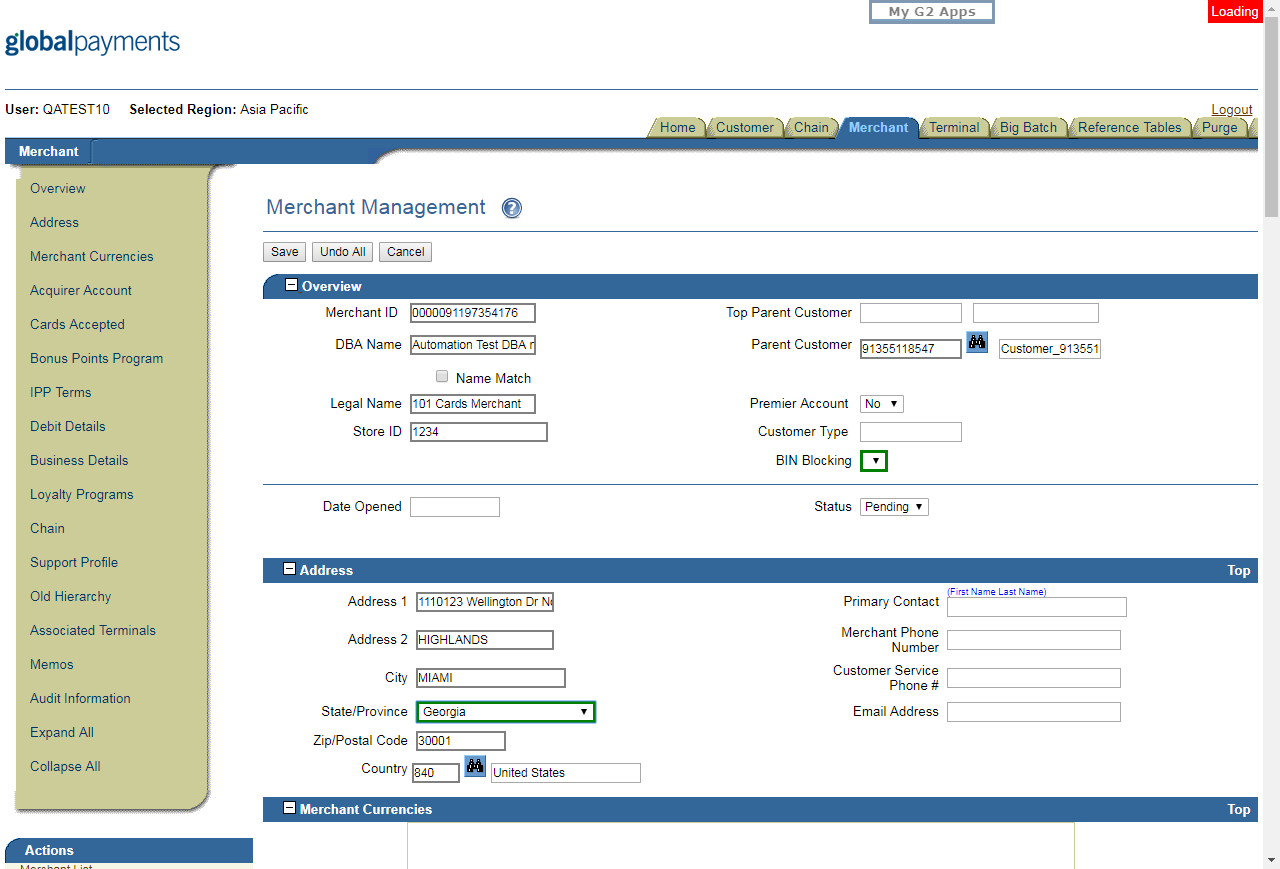 My G2 Apps
Loading
globalpayments
User: QATEST10 Selected Region: Asia Pacific
Logout
Home Customer Chain Merchant Terminal Big Batch Reference Tables Purge
Merchant
Overview
Address
Merchant Currencies
Acquirer Account
Cards Accepted
Bonus Points Program
IPP Terms
Debit Details
Business Details
Loyalty Programs
Chain
Support Profile
Old Hierarchy
Associated Terminals
Memos
Audit Information
Expand All
Collapse All
Actions
Merchant List
Merchant Management ?
Save Undo All Cancel
Overview
Merchant ID 0000091197354176 Top Parent Customer
DBA Name Automation Test DBA Parent Customer 91355118547 Customer_913551
Name Match
Legal Name 101 Cards Merchant Premier Account No
Store ID 1234 Customer Type
BIN Blocking
Date Opened Status Pending
Address Top
(First Name Last Name)
Address 1 1110123 Wellington Dr Primary Contact
Address 2 HIGHLANDS Merchant Phone
Number
City MIAMI Customer Service
Phone #
State/Province Georgia Email Address
Zip/Postal Code 30001
Country 840 United States
Merchant Currencies Top